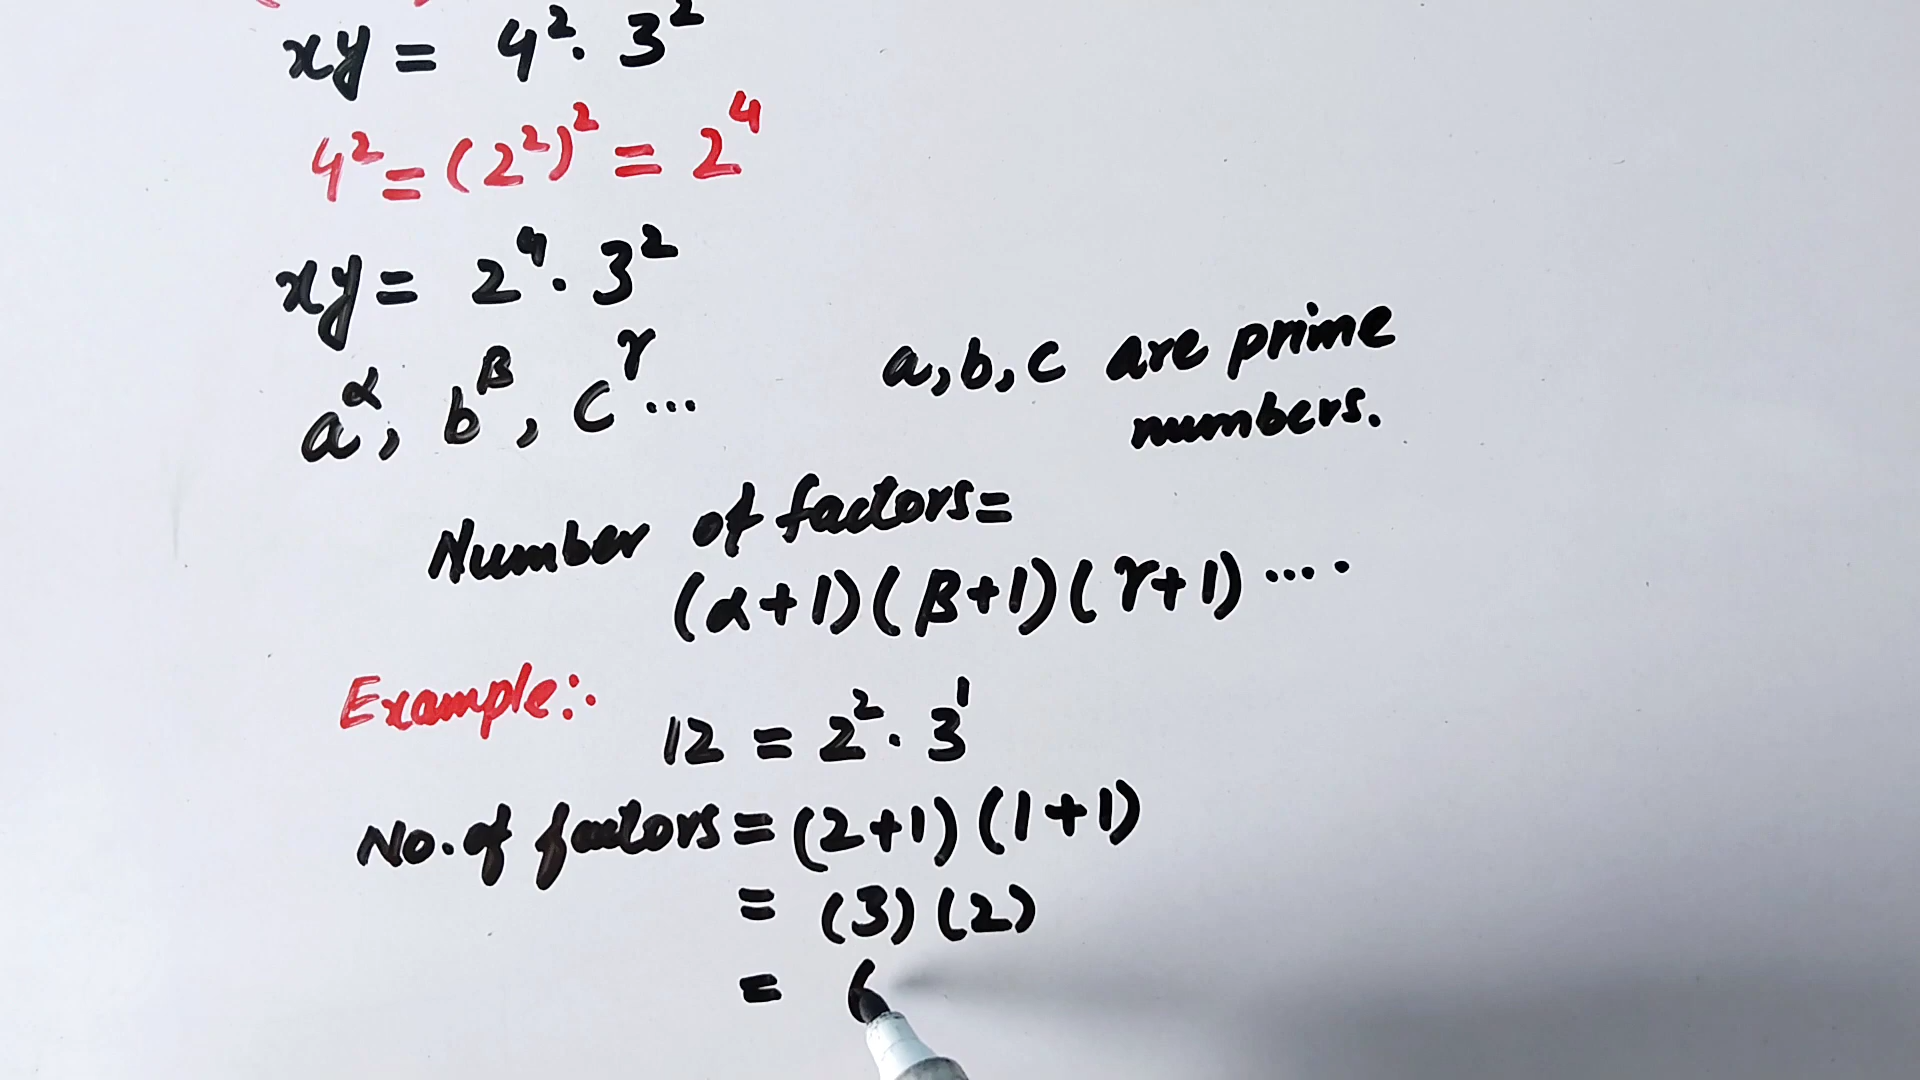 xy = 4². 3²
4² = (2²)² = 2⁴
xy = 2⁴. 3²
a^α, b^β, c^γ ...
a, b, c are prime
numbers.
Number of factors=
(α+1)(β+1)(γ+1) .....
Example:.
12 = 2². 3¹
No. of factors = (2+1)(1+1)
= (3)(2)
=